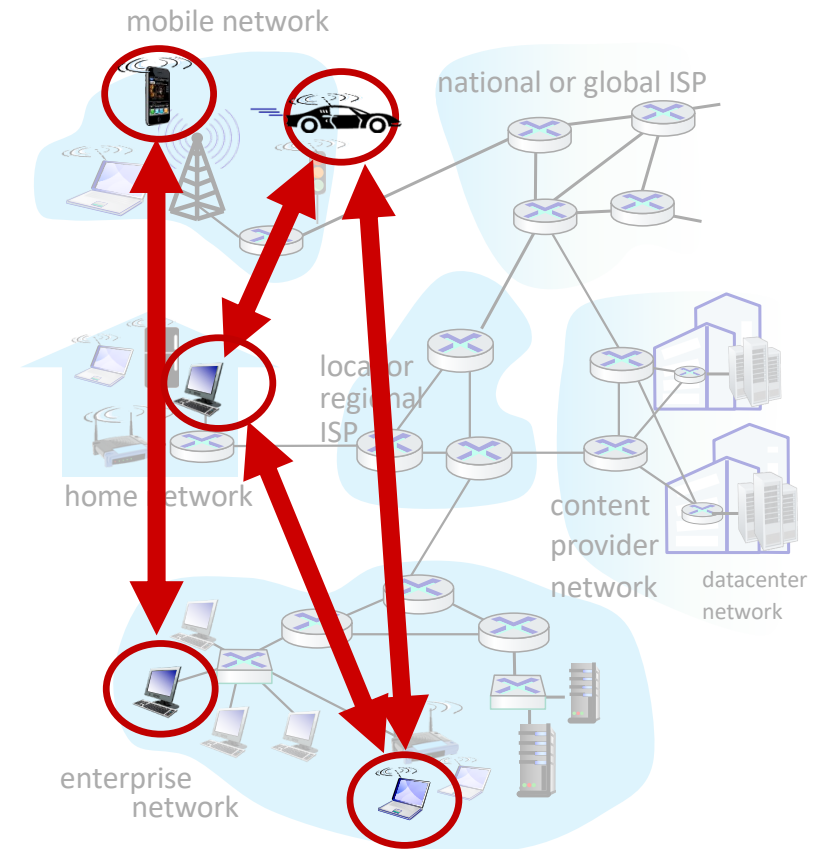 mobile network
national or global ISP
local or
regional
ISP
home network
content
provider
network
datacenter
network
enterprise
network